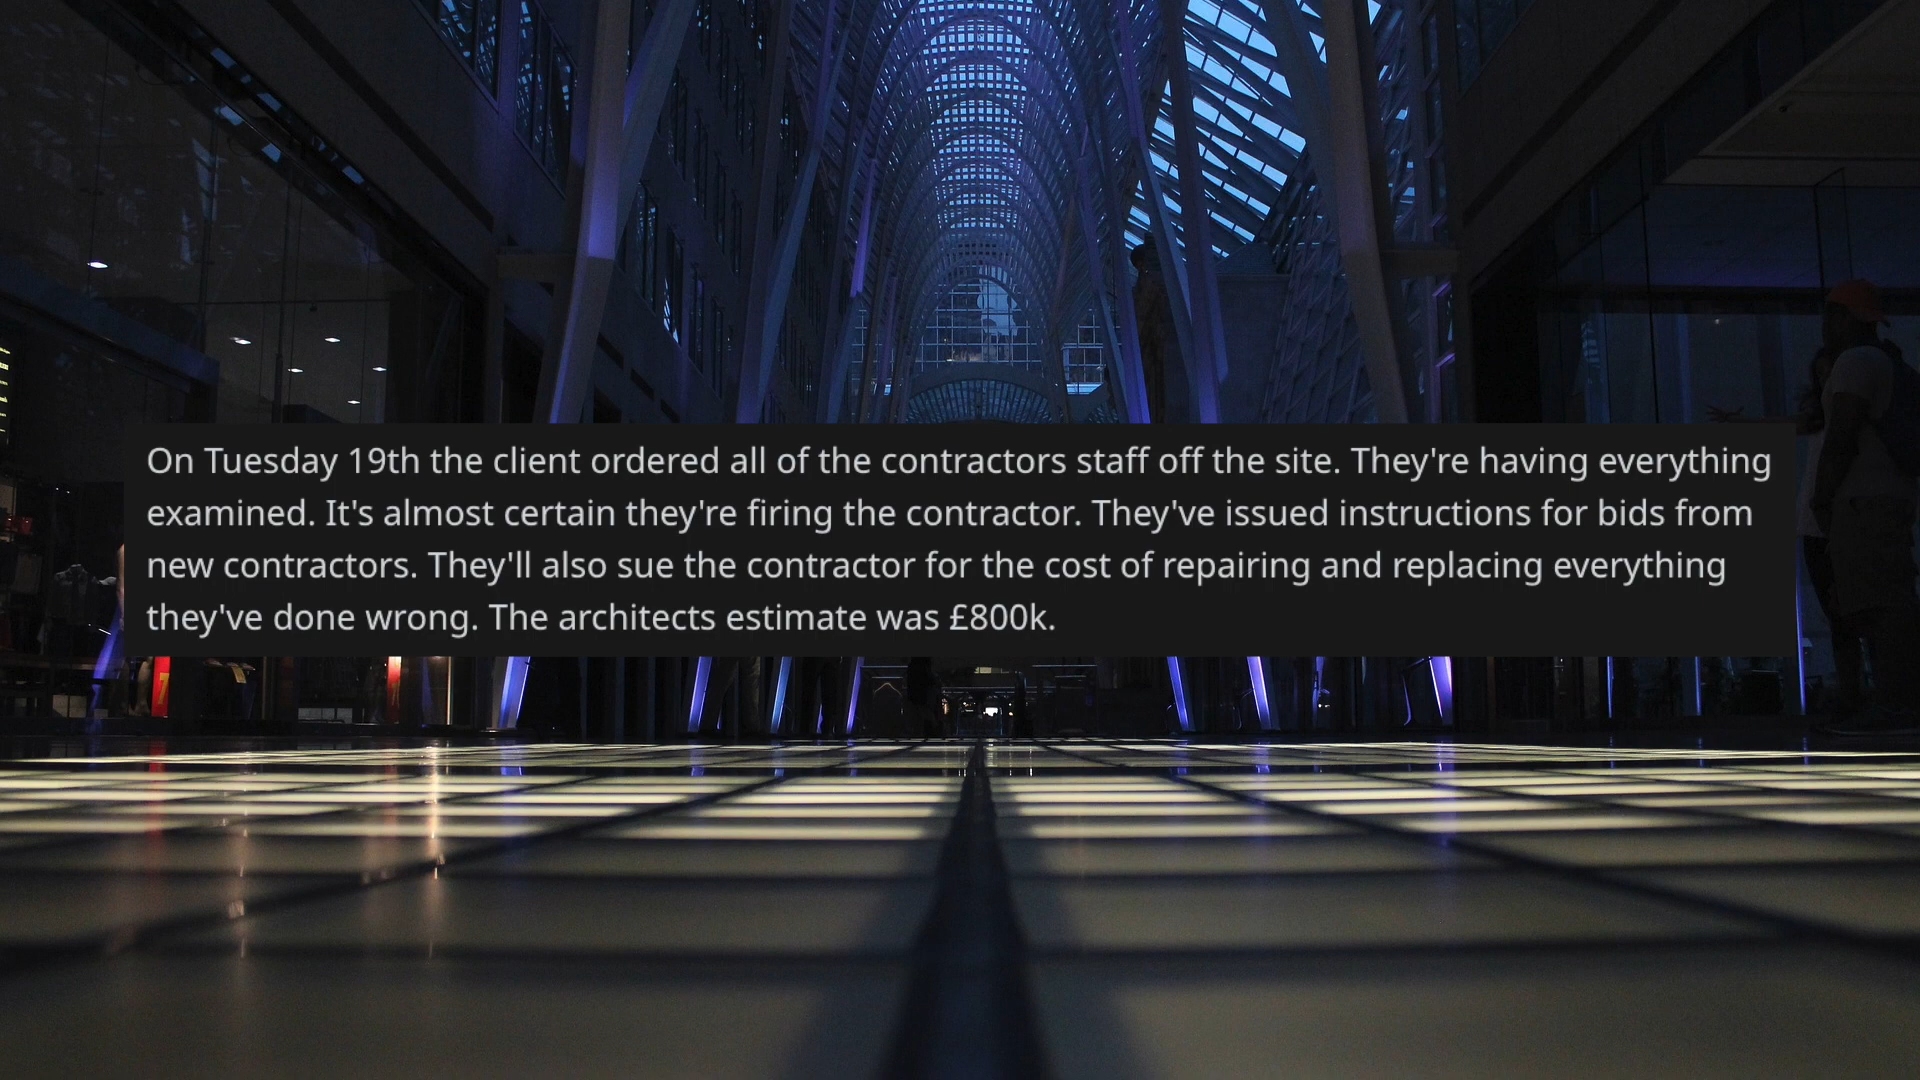 On Tuesday 19th the client ordered all of the contractors staff off the site. They're having everything
examined. It's almost certain they're firing the contractor. They've issued instructions for bids from
new contractors. They'll also sue the contractor for the cost of repairing and replacing everything
they've done wrong. The architects estimate was £800k.